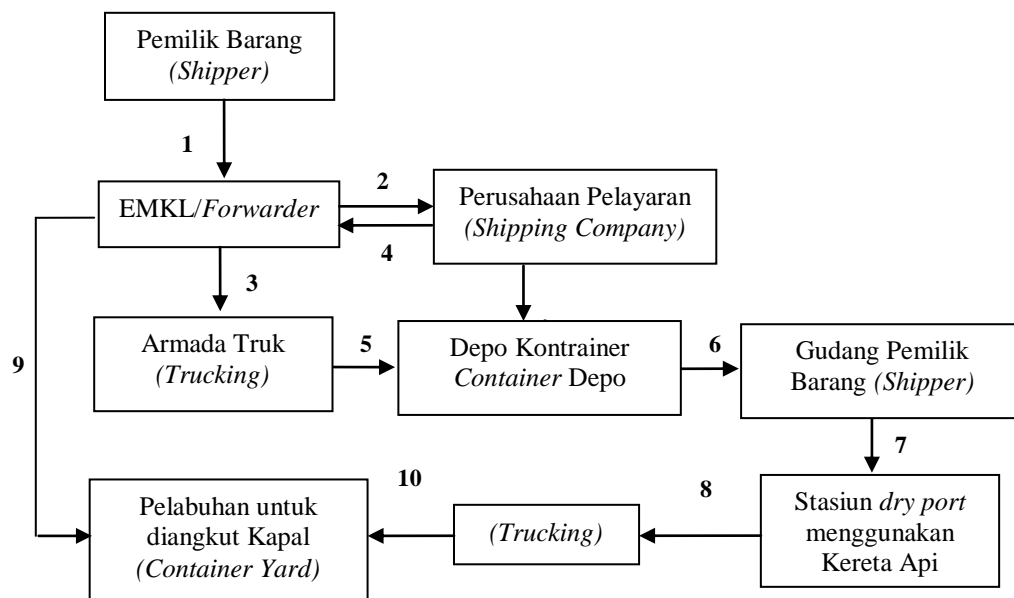 Pemilik Barang
(Shipper)
1
EMKL/Forwarder
2
4
Perusahaan Pelayaran
(Shipping Company)
3
9
Armada Truk
(Trucking)
5
Depo Kontrainer
Container Depo
6
Gudang Pemilik
Barang (Shipper)
7
10
8
Pelabuhan untuk
diangkut Kapal
(Container Yard)
(Trucking)
Stasiun dry port
menggunakan
Kereta Api